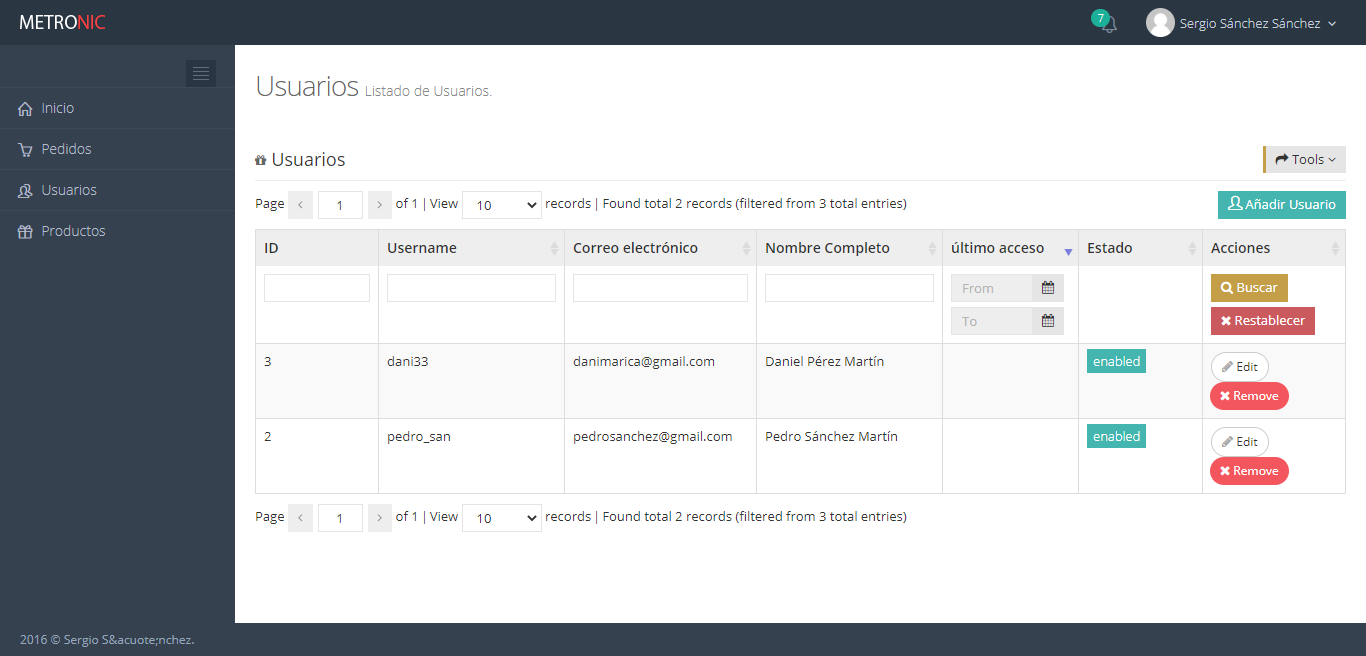 METRONIC
7
Sergio Sánchez Sánchez
Inicio
Pedidos
Usuarios
Productos
Usuarios Listado de Usuarios.
Usuarios
Tools
Page 1 of 1 | View 10 records | Found total 2 records (filtered from 3 total entries)
Añadir Usuario
ID Username Correo electrónico Nombre Completo último acceso Estado Acciones
From
Buscar
To
Restablecer
3 dani33 danimarica@gmail.com Daniel Pérez Martín enabled Edit
Remove
2 pedro_san pedrosanchez@gmail.com Pedro Sánchez Martín enabled Edit
Remove
Page 1 of 1 | View 10 records | Found total 2 records (filtered from 3 total entries)
2016 © Sergio S&acuote;nchez.